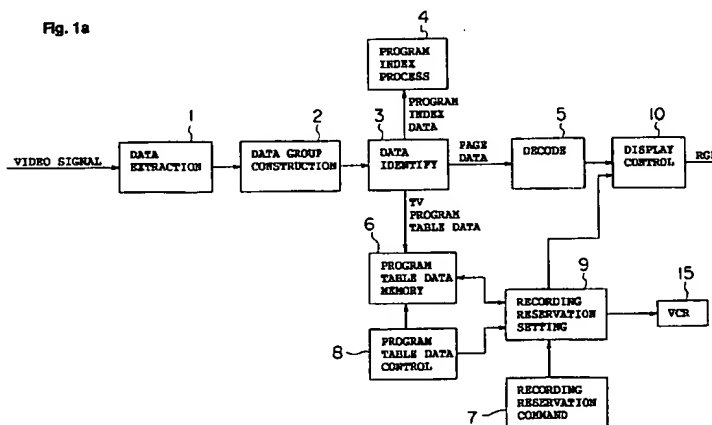 Fig. 1a
4
PROGRAM
INDEX
PROCESS
PROGRAM
INDEX
DATA
1
2
3
5
10
VIDEO SIGNAL
DATA
EXTRACTION
DATA GROUP
CONSTRUCTION
DATA
IDENTIFY
PAGE
DATA
DECODE
DISPLAY
CONTROL
TV
PROGRAM
TABLE DATA
6
PROGRAM
TABLE DATA
MEMORY
9
RECORDING
RESERVATION
SETTING
15
VCR
8
PROGRAM
TABLE DATA
CONTROL
7
RECORDING
RESERVATION
COMMAND